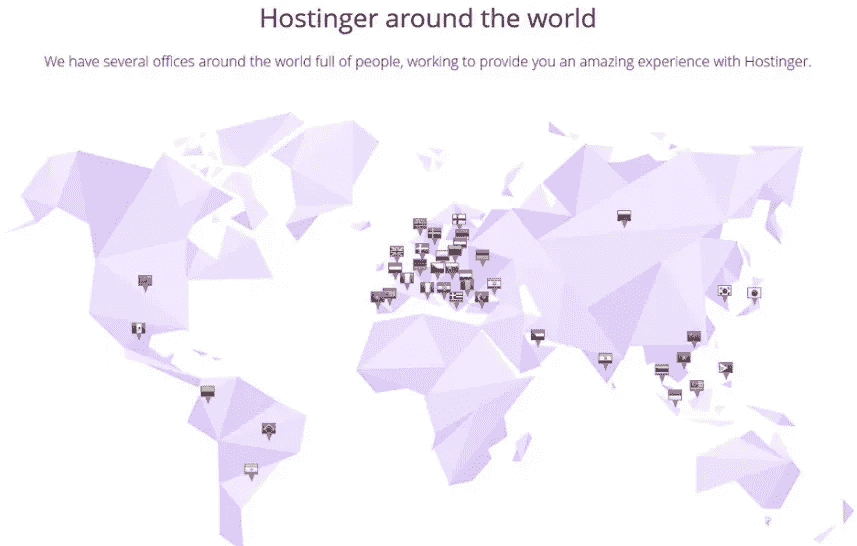 Hostinger around the world
We have several offices around the world full of people, working to provide you an amazing experience with Hostinger.